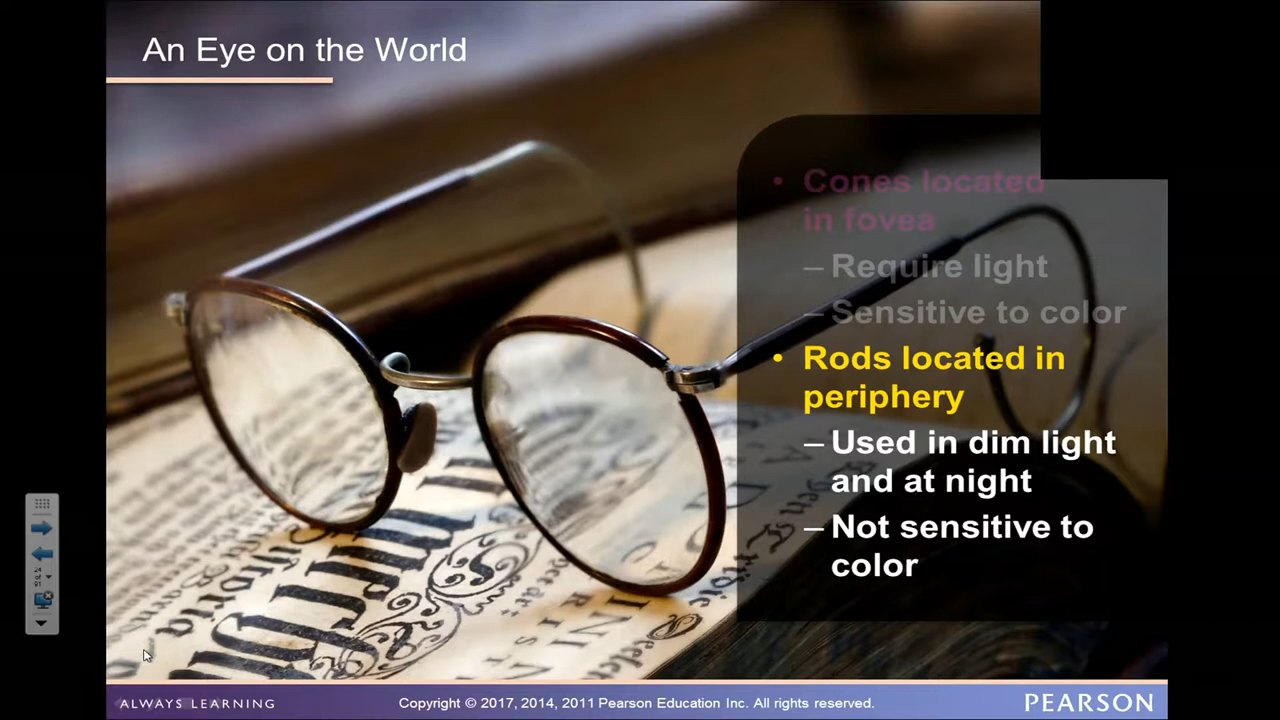 An Eye on the World
• Cones located
in fovea
– Require light
– Sensitive to color
• Rods located in
periphery
– Used in dim light
and at night
– Not sensitive to
color
ALWAYS LEARNING
Copyright © 2017, 2014, 2011 Pearson Education Inc. All rights reserved.
PEARSON